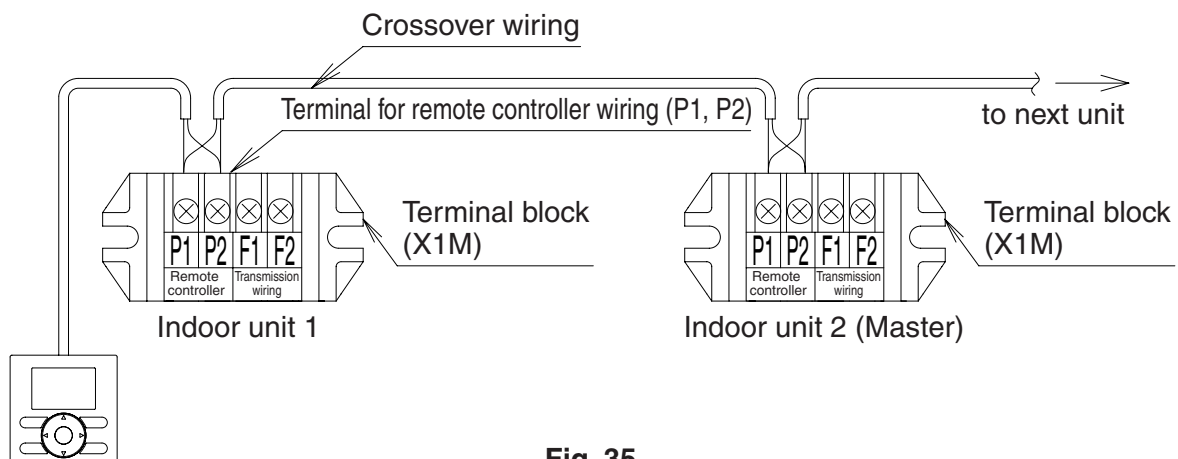 Crossover wiring
Terminal for remote controller wiring (P1, P2)
to next unit
Terminal block
(X1M)
P1 P2 F1 F2
Remote
controller
Transmission
wiring
Indoor unit 1
Terminal block
(X1M)
P1 P2 F1 F2
Remote
controller
Transmission
wiring
Indoor unit 2 (Master)
Fig. 35